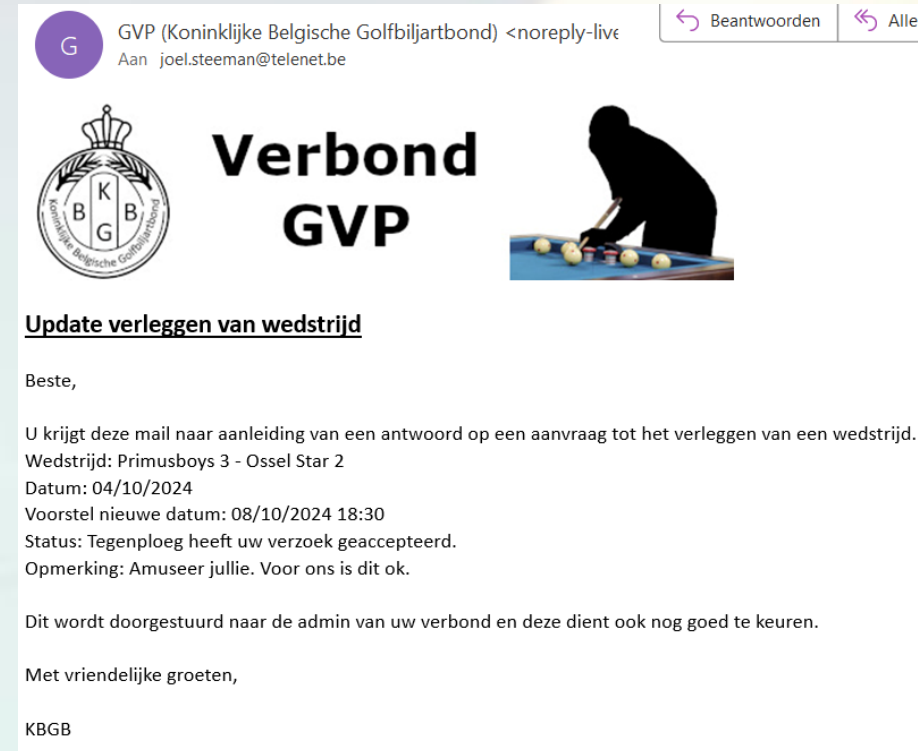 G
GVP (Koninklijke Belgische Golfbiljartbond) <noreply-live
Aan joel.steeman@telenet.be
Beantwoorden
Alle
K
B B
G
Koninklijke Belgische Golfbiljartbond
Verbond
GVP
Update verleggen van wedstrijd
Beste,
U krijgt deze mail naar aanleiding van een antwoord op een aanvraag tot het verleggen van een wedstrijd.
Wedstrijd: Primusboys 3 - Ossel Star 2
Datum: 04/10/2024
Voorstel nieuwe datum: 08/10/2024 18:30
Status: Tegenploeg heeft uw verzoek geaccepteerd.
Opmerking: Amuseer jullie. Voor ons is dit ok.
Dit wordt doorgestuurd naar de admin van uw verbond en deze dient ook nog goed te keuren.
Met vriendelijke groeten,
KBGB